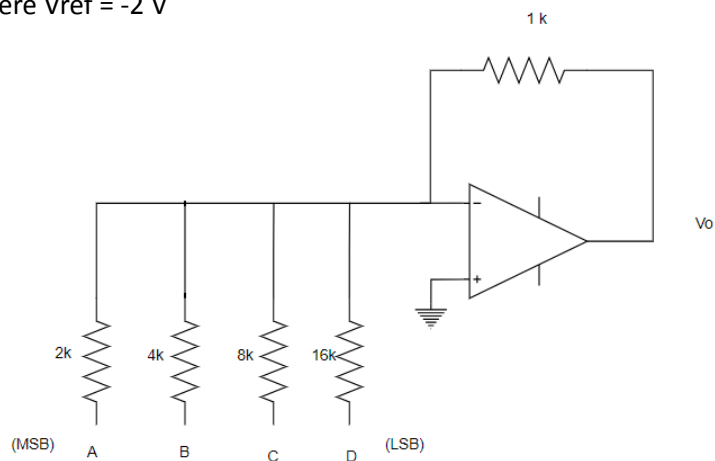 ere Vref = -2 V
1 k
-
Vo
+
2k
4k
8k
16k
(MSB)
A
B
C
D
(LSB)